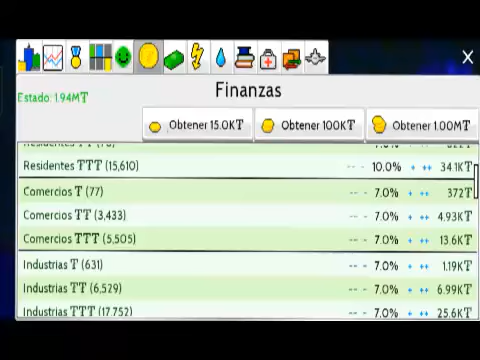 X
Finanzas
Estado: 1.94MT
Obtener 15.0KT Obtener 100KT Obtener 1.00MT
Residentes TTT (15,610) -- - 10.0% + ++ 34.1KT
Comercios T (77) -- - 7.0% + ++ 372T
Comercios TT (3,433) -- - 7.0% + ++ 4.93KT
Comercios TTT (5,505) -- - 7.0% + ++ 13.6KT
Industrias T (631) -- - 7.0% + ++ 1.19KT
Industrias TT (6,529) -- - 7.0% + ++ 6.99KT
Industrias TTT (17,752) -- - 7.0% + ++ 25.6KT